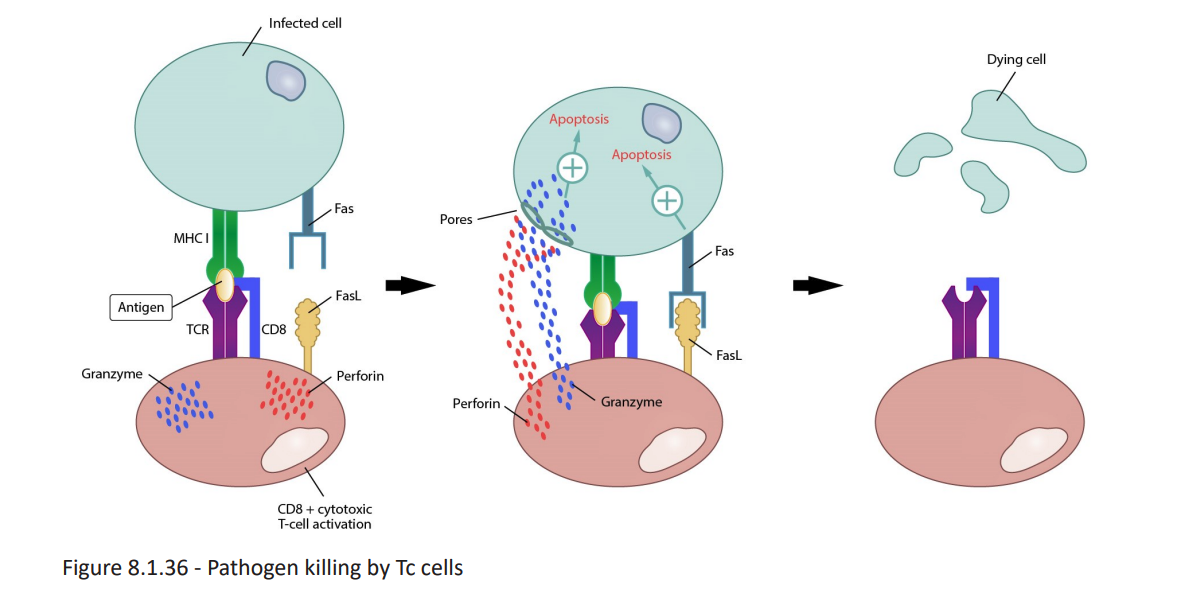 Infected cell
Fas
MHC I
Antigen
FasL
TCR
CD8
Granzyme
Perforin
CD8 + cytotoxic
T-cell activation
Apoptosis
Apoptosis
Pores
Fas
FasL
Perforin
Granzyme
Dying cell
Figure 8.1.36 - Pathogen killing by Tc cells